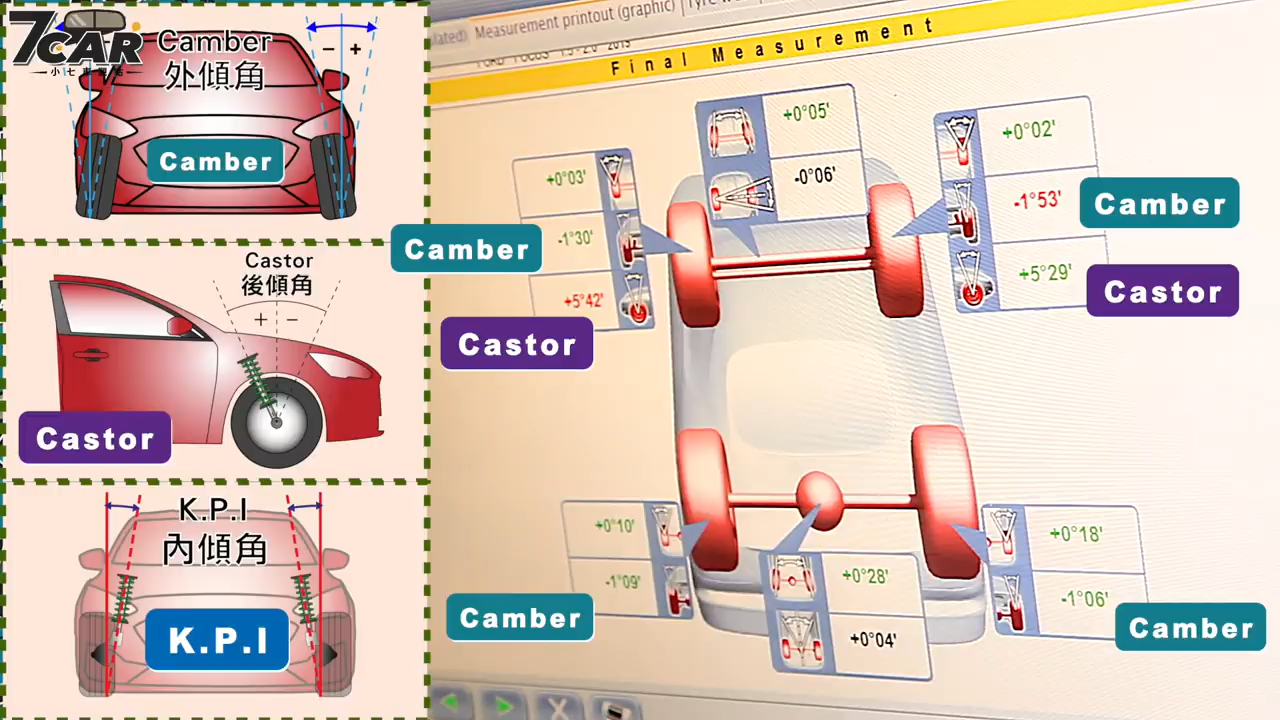 7CAR
小七車觀點
Camber
外傾角
- +
Camber
Castor
後傾角
+ -
Castor
K.P.I
內傾角
K.P.I
Measurement printout (graphic)
Final Measurement
+0°05'
-0°06'
+0°03'
-1°30'
+5°42'
Camber
Castor
+0°02'
-1°53'
+5°29'
Camber
Castor
+0°10'
-1°09'
Camber
+0°28'
+0°04'
+0°18'
-1°06'
Camber